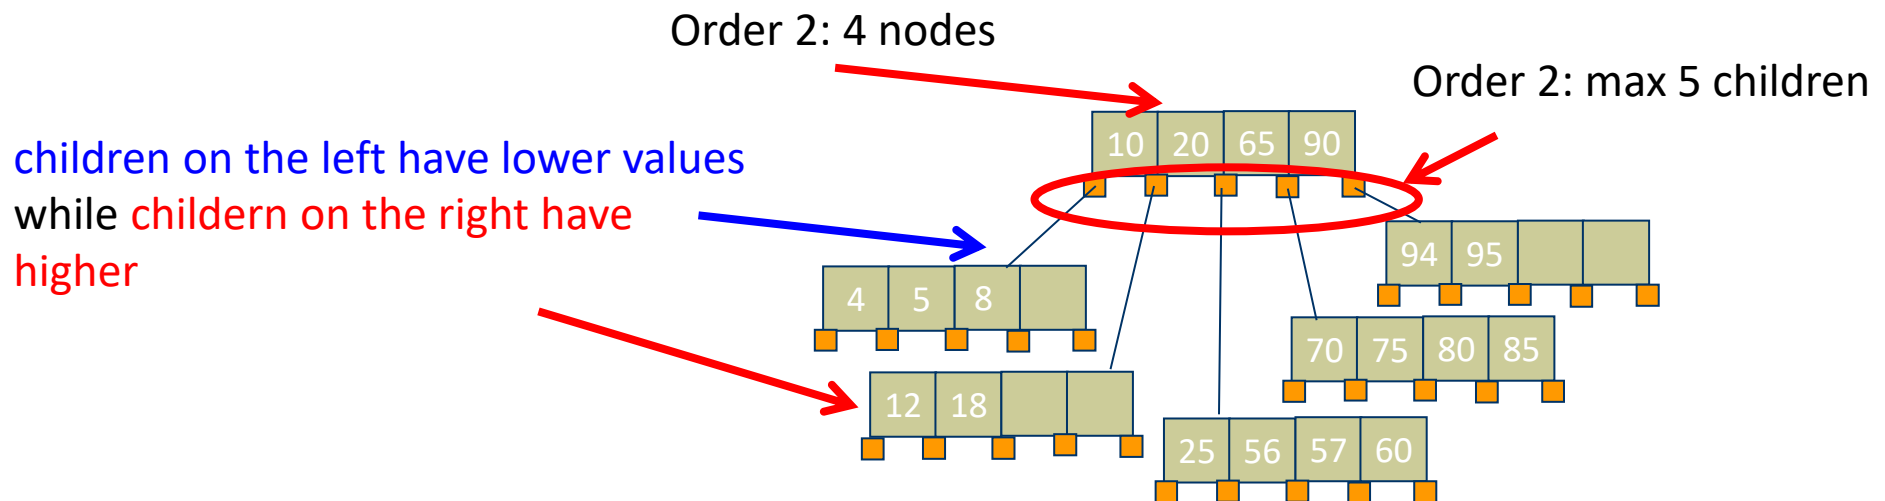 Order 2: 4 nodes
Order 2: max 5 children
children on the left have lower values
while childern on the right have
higher
10 20 65 90
94 95
4 5 8
70 75 80 85
12 18
25 56 57 60